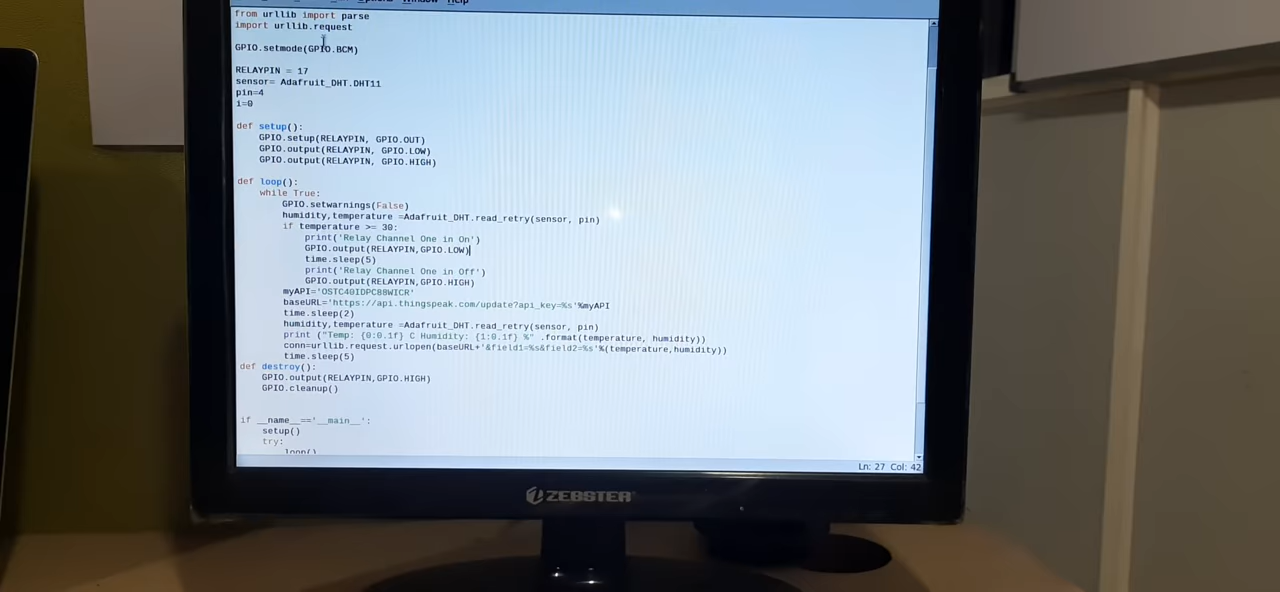 Window Help
from urllib import parse
import urllib.request
GPIO.setmode(GPIO.BCM)
RELAYPIN = 17
sensor= Adafruit_DHT.DHT11
pin=4
i=0
def setup():
GPIO.setup(RELAYPIN, GPIO.OUT)
GPIO.output(RELAYPIN, GPIO.LOW)
GPIO.output(RELAYPIN, GPIO.HIGH)
def loop():
while True:
GPIO.setwarnings(False)
humidity,temperature =Adafruit_DHT.read_retry(sensor, pin)
if temperature >= 30:
print('Relay Channel One in On')
GPIO.output(RELAYPIN,GPIO.LOW)
time.sleep(5)
print('Relay Channel One in Off')
GPIO.output(RELAYPIN,GPIO.HIGH)
myAPI='OSTC40IDPC88WICR'
baseURL='https://api.thingspeak.com/update?api_key=%s'%myAPI
time.sleep(2)
humidity,temperature =Adafruit_DHT.read_retry(sensor, pin)
print ("Temp: {0:0.1f} C Humidity: {1:0.1f} %" .format(temperature, humidity))
conn=urllib.request.urlopen(baseURL+'&field1=%s&field2=%s'%(temperature,humidity))
time.sleep(5)
def destroy():
GPIO.output(RELAYPIN,GPIO.HIGH)
GPIO.cleanup()
if __name__=='__main__':
setup()
try:
loop()
Ln: 27 Col: 42
ZEBSTER